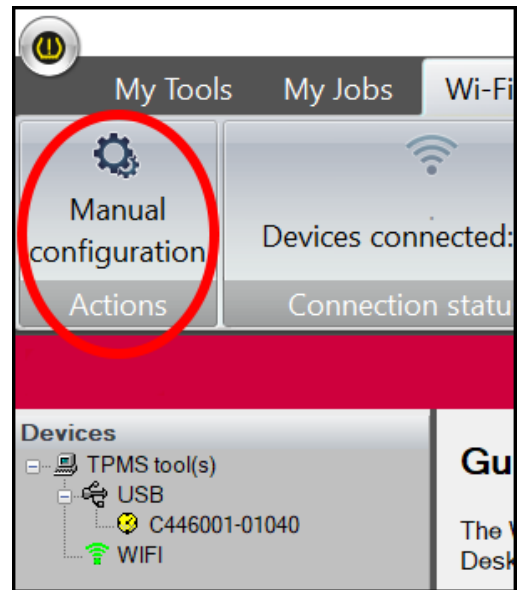 My Tools My Jobs Wi-Fi
Manual
configuration
Devices connected:
Actions Connection statu
Devices
TPMS tool(s)
USB
C446001-01040
WIFI
Gu
The
Desk